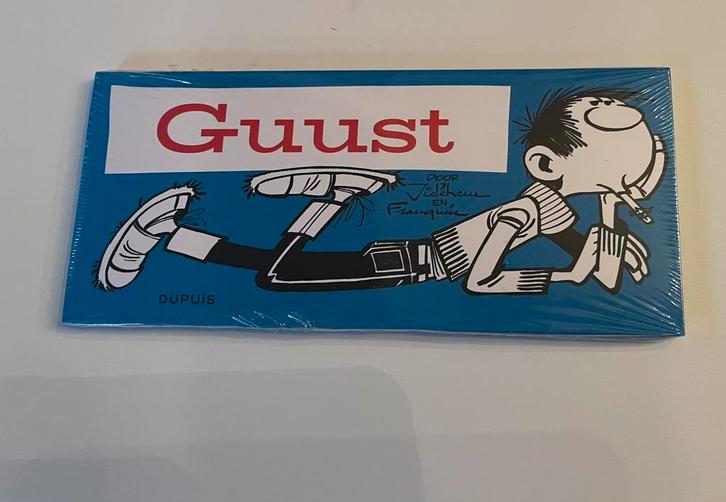 Guust
DOOR
Jidéhem
EN
Franquin
DUPUIS